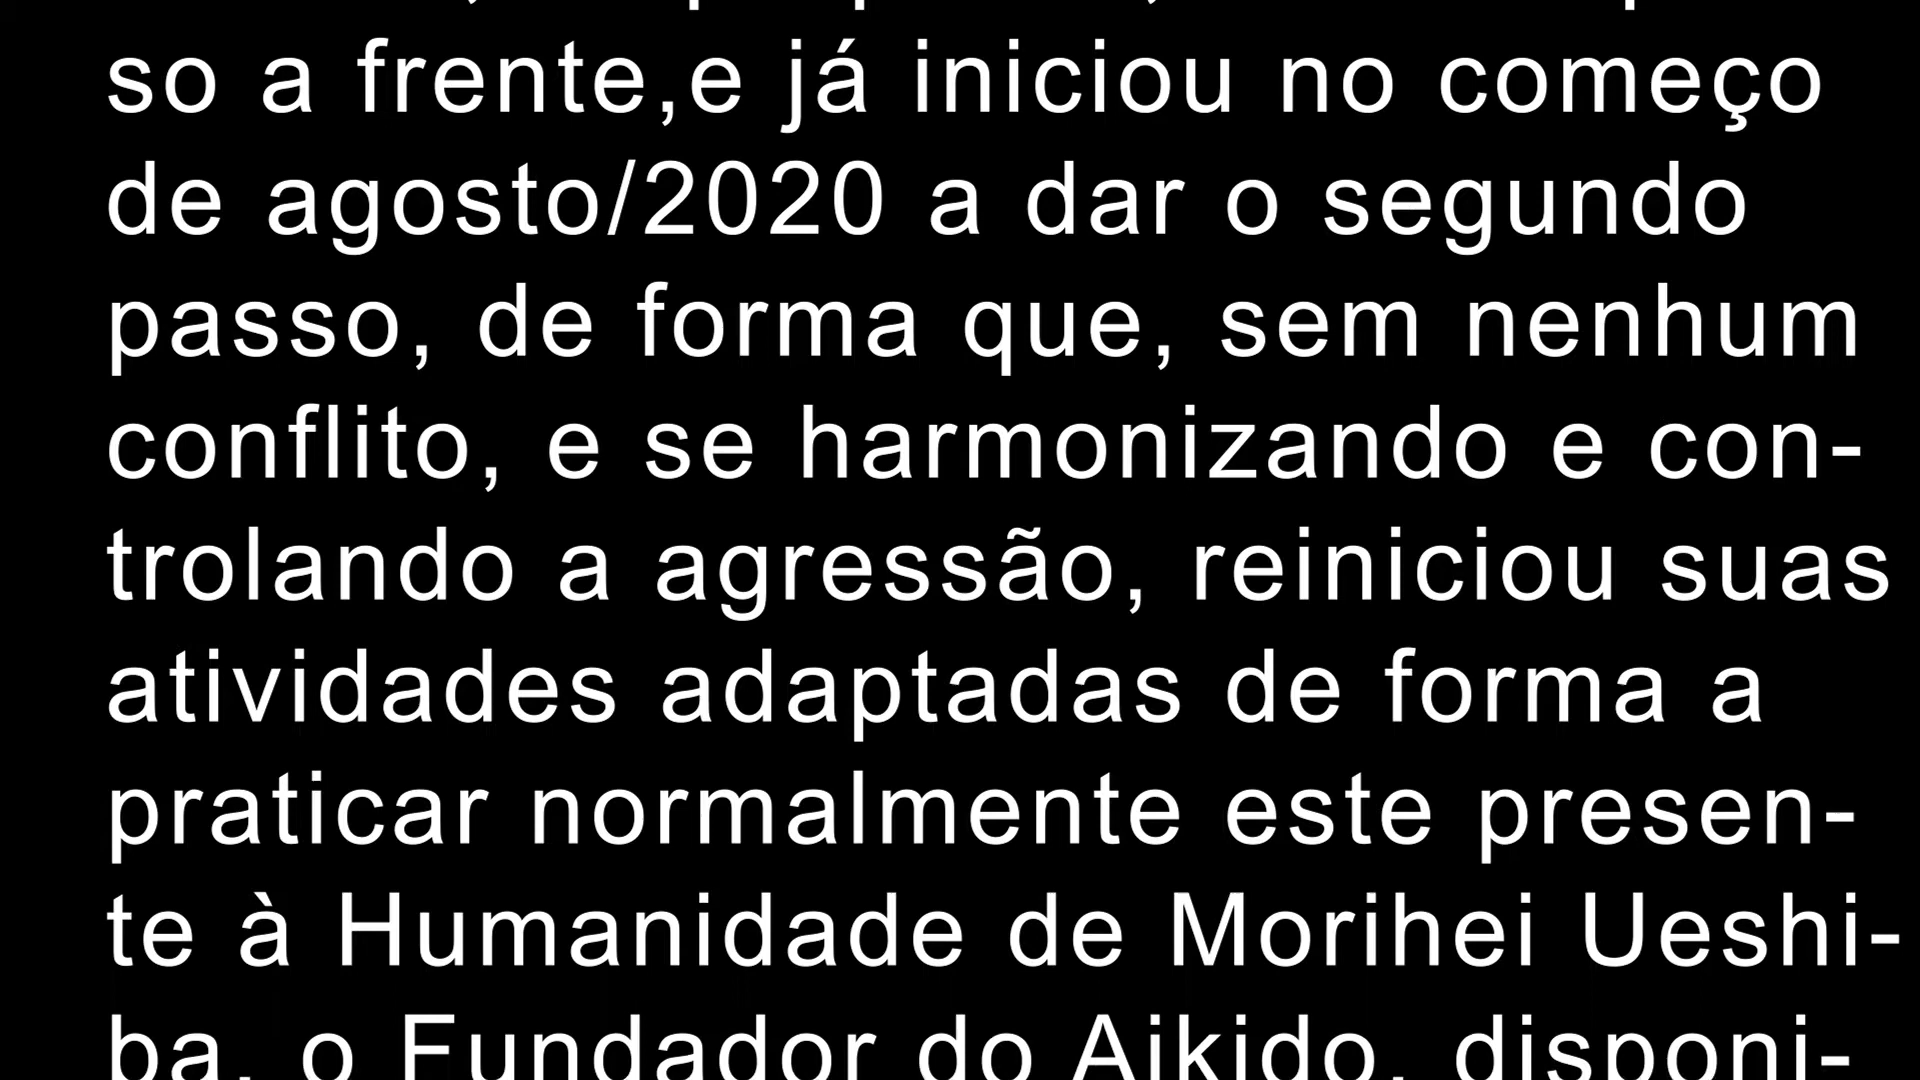 so a frente,e já iniciou no começo
de agosto/2020 a dar o segundo
passo, de forma que, sem nenhum
conflito, e se harmonizando e con-
trolando a agressão, reiniciou suas
atividades adaptadas de forma a
praticar normalmente este presen-
te à Humanidade de Morihei Ueshi-
ba, o Fundador do Aikido, disponi-